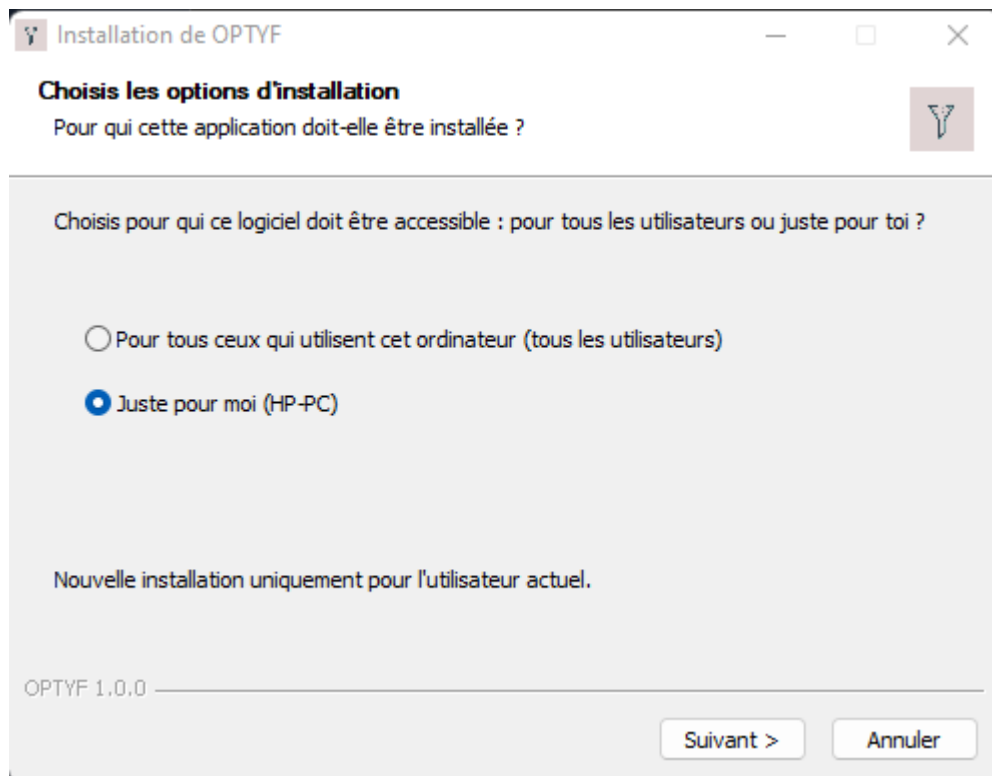 Installation de OPTYF
Choisis les options d'installation
Pour qui cette application doit-elle être installée ?
Choisis pour qui ce logiciel doit être accessible : pour tous les utilisateurs ou juste pour toi ?
Pour tous ceux qui utilisent cet ordinateur (tous les utilisateurs)
Juste pour moi (HP-PC)
Nouvelle installation uniquement pour l'utilisateur actuel.
OPTYF 1.0.0
Suivant > Annuler